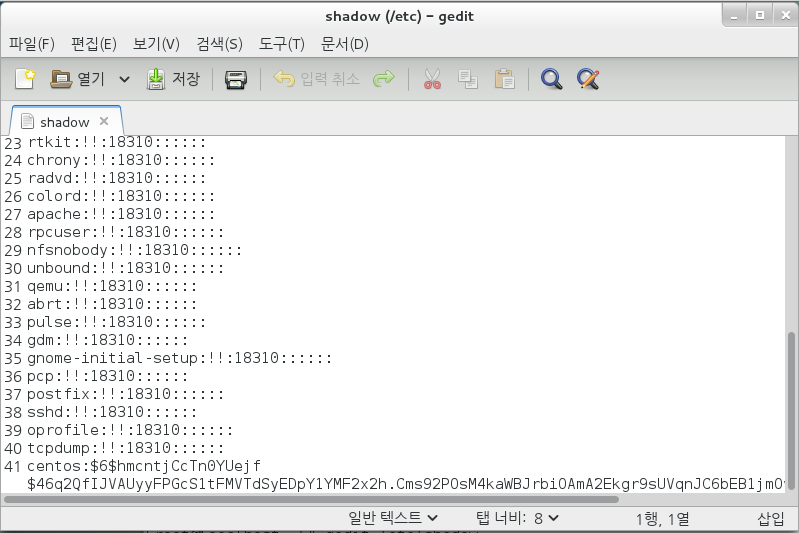 shadow (/etc) – gedit
파일(F) 편집(E) 보기(V) 검색(S) 도구(T) 문서(D)
열기 저장 입력 취소
shadow
23 rtkit:!!:18310::::::
24 chrony:!!:18310::::::
25 radvd:!!:18310::::::
26 colord:!!:18310::::::
27 apache:!!:18310::::::
28 rpcuser:!!:18310::::::
29 nfsnobody:!!:18310::::::
30 unbound:!!:18310::::::
31 qemu:!!:18310::::::
32 abrt:!!:18310::::::
33 pulse:!!:18310::::::
34 gdm:!!:18310::::::
35 gnome-initial-setup:!!:18310::::::
36 pcp:!!:18310::::::
37 postfix:!!:18310::::::
38 sshd:!!:18310::::::
39 oprofile:!!:18310::::::
40 tcpdump:!!:18310::::::
41 centos:$6$hmcntjCcTn0YUejf
$46q2QfIJVAUyyFPGcS1tFMVTdSyEDpY1YMF2x2h.Cms92POsM4kaWBJrbiOAmA2Ekgr9sUVqnJC6bEB1jm0
일반 텍스트 탭 너비: 8 1행, 1열 삽입